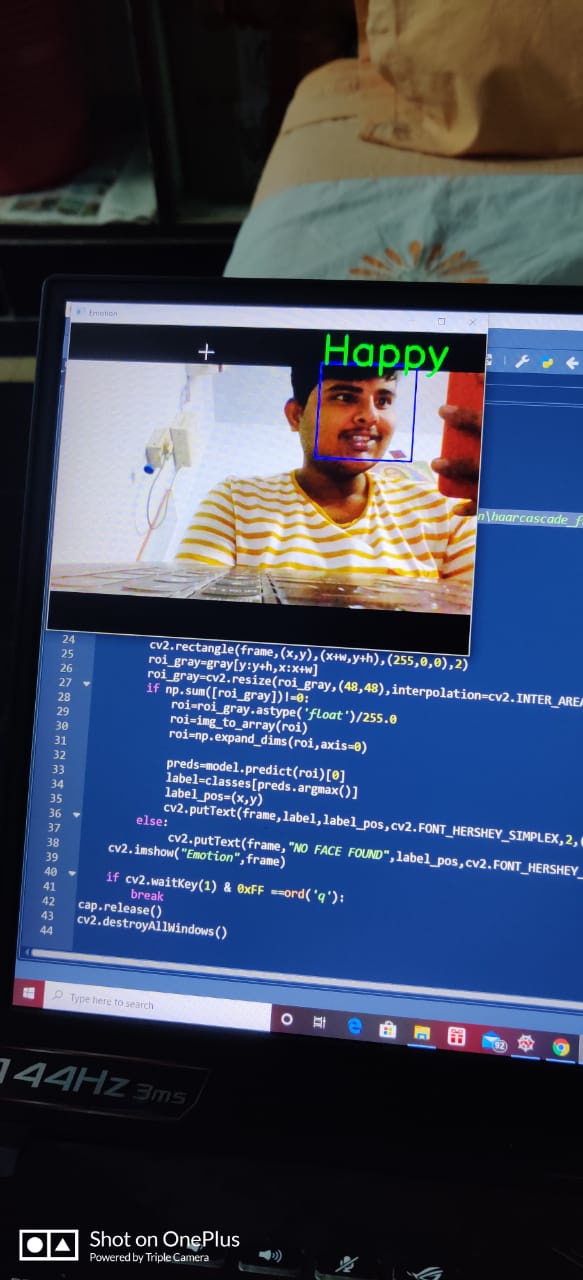 Emotion
Happy
n\haarcascade_f
24 cv2.rectangle(frame,(x,y),(x+w,y+h),(255,0,0),2)
25 roi_gray=gray[y:y+h,x:x+w]
26 roi_gray=cv2.resize(roi_gray,(48,48),interpolation=cv2.INTER_AREA
27 if np.sum([roi_gray])!=0:
28 roi=roi_gray.astype('float')/255.0
29 roi=img_to_array(roi)
30 roi=np.expand_dims(roi,axis=0)
31
32 preds=model.predict(roi)[0]
33 label=classes[preds.argmax()]
34 label_pos=(x,y)
35 cv2.putText(frame,label,label_pos,cv2.FONT_HERSHEY_SIMPLEX,2,(
36 else:
37 cv2.putText(frame,"NO FACE FOUND",label_pos,cv2.FONT_HERSHEY_
38 cv2.imshow("Emotion",frame)
39
40 if cv2.waitKey(1) & 0xFF ==ord('q'):
41 break
42 cap.release()
43 cv2.destroyAllWindows()
44
Type here to search
92
144Hz 3ms
Shot on OnePlus
Powered by Triple Camera